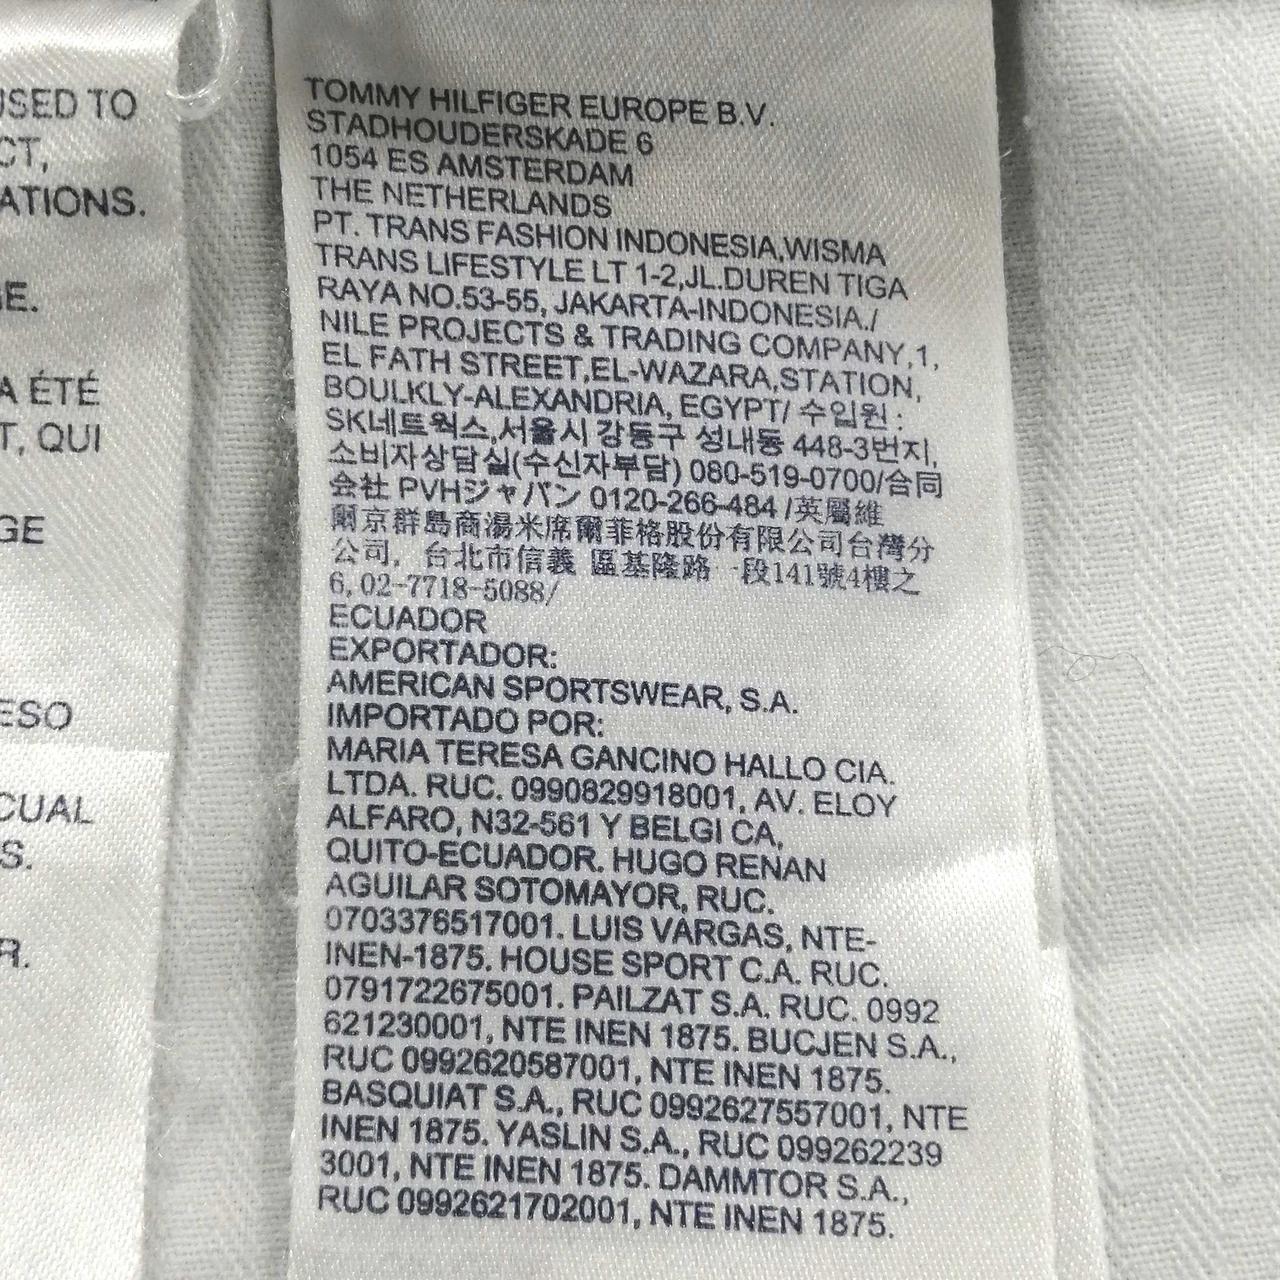 USED TO
CT,
ATIONS.
GE.
A ÉTÉ
T, QUI
GE
ESO
CUAL
S.
R.
TOMMY HILFIGER EUROPE B.V.
STADHOUDERSKADE 6
1054 ES AMSTERDAM
THE NETHERLANDS
PT. TRANS FASHION INDONESIA,WISMA
TRANS LIFESTYLE LT 1-2,JL.DUREN TIGA
RAYA NO.53-55, JAKARTA-INDONESIA./
NILE PROJECTS & TRADING COMPANY,1,
EL FATH STREET,EL-WAZARA,STATION,
BOULKLY-ALEXANDRIA, EGYPT/ 수입원 :
SK네트웍스,서울시 강동구 성내동 448-3번지,
소비자상담실(수신자부담) 080-519-0700/合同
会社 PVHジャパン 0120-266-484 /英屬維
爾京群島商湯米席爾菲格股份有限公司台灣分
公司, 台北市信義 區基隆路 一段141號4樓之
6, 02-7718-5088/
ECUADOR
EXPORTADOR:
AMERICAN SPORTSWEAR, S.A.
IMPORTADO POR:
MARIA TERESA GANCINO HALLO CIA.
LTDA. RUC. 0990829918001, AV. ELOY
ALFARO, N32-561 Y BELGI CA,
QUITO-ECUADOR. HUGO RENAN
AGUILAR SOTOMAYOR, RUC.
0703376517001. LUIS VARGAS, NTE-
INEN-1875. HOUSE SPORT C.A. RUC.
0791722675001. PAILZAT S.A. RUC. 0992
621230001, NTE INEN 1875. BUCJEN S.A.,
RUC 0992620587001, NTE INEN 1875.
BASQUIAT S.A., RUC 0992627557001, NTE
INEN 1875. YASLIN S.A., RUC 099262239
3001, NTE INEN 1875. DAMMTOR S.A.,
RUC 0992621702001, NTE INEN 1875.